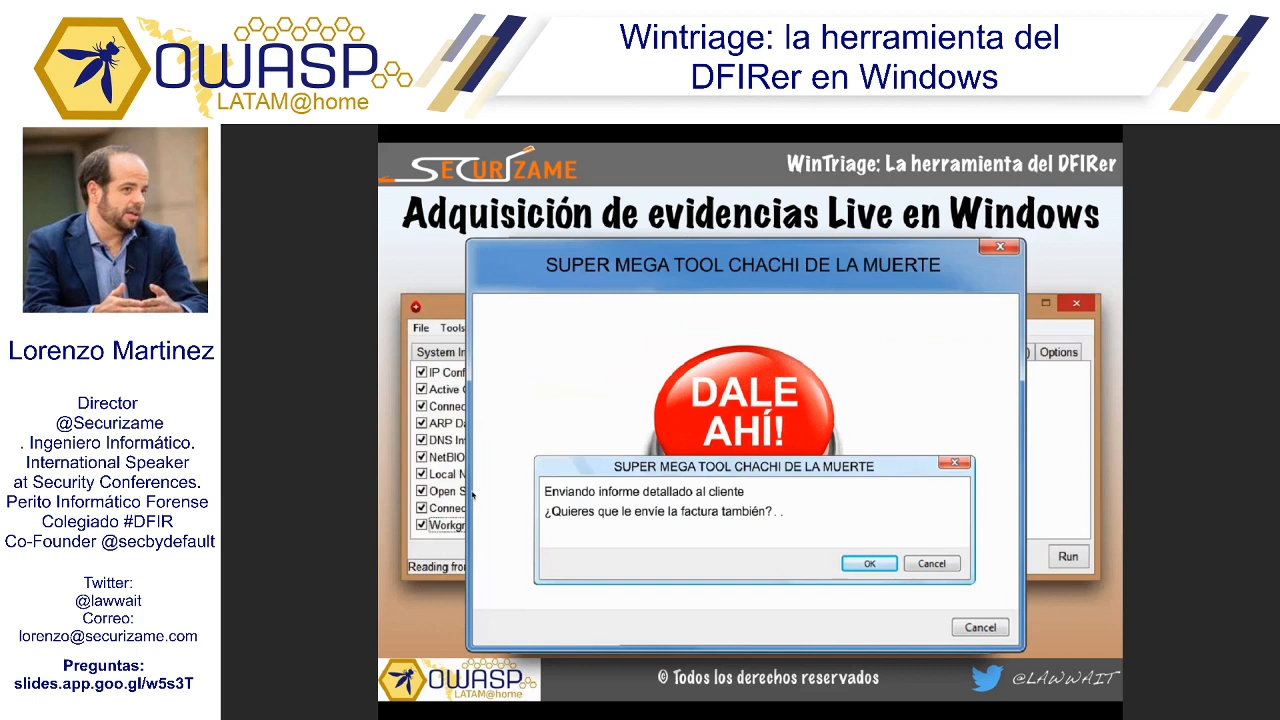 OWASP
LATAM@home
Wintriage: la herramienta del
DFIRer en Windows
Lorenzo Martinez
Director
@Securizame
. Ingeniero Informático.
International Speaker
at Security Conferences.
Perito Informático Forense
Colegiado #DFIR
Co-Founder @secbydefault
Twitter:
@lawwait
Correo:
lorenzo@securizame.com
Preguntas:
slides.app.goo.gl/w5s3T
SECURIZAME
WinTriage: La herramienta del DFIRer
Adquisición de evidencias Live en Windows
SUPER MEGA TOOL CHACHI DE LA MUERTE
File Tools
System In
Options
IP Conf
Active
Connec
ARP Da
DNS In
NetBIO
Local N
Open S
Connec
Workgr
Reading fro
Run
DALE
AHÍ!
SUPER MEGA TOOL CHACHI DE LA MUERTE
Enviando informe detallado al cliente
¿Quieres que le envíe la factura también?. .
OK Cancel
Cancel
OWASP
LATAM@home
© Todos los derechos reservados
@LAWWAIT